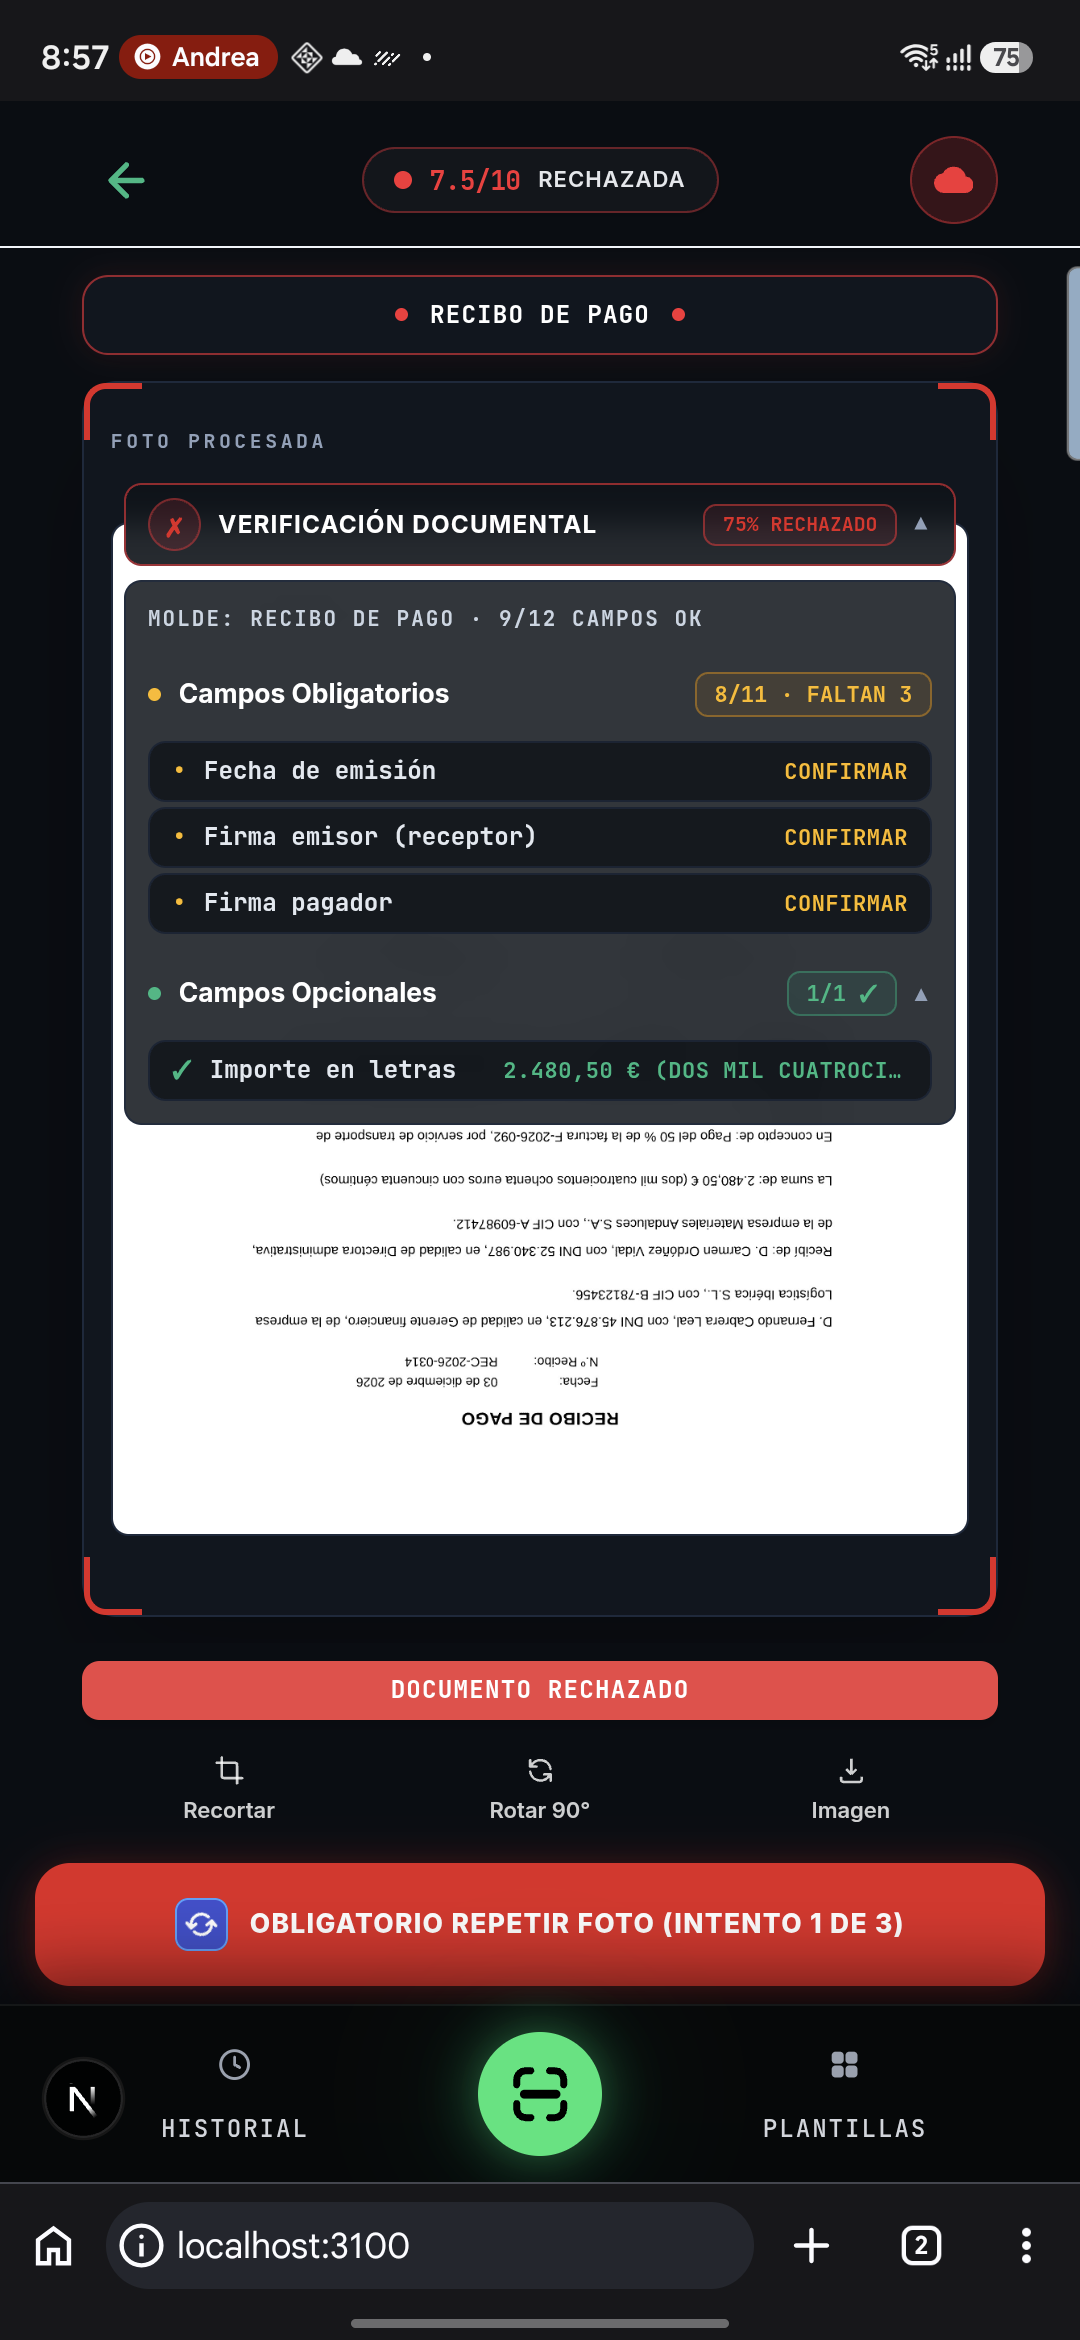 8:57 Andrea 5 75
7.5/10 RECHAZADA
RECIBO DE PAGO
FOTO PROCESADA
✗ VERIFICACIÓN DOCUMENTAL 75% RECHAZADO ▲
MOLDE: RECIBO DE PAGO · 9/12 CAMPOS OK
Campos Obligatorios 8/11 · FALTAN 3
• Fecha de emisión CONFIRMAR
• Firma emisor (receptor) CONFIRMAR
• Firma pagador CONFIRMAR
Campos Opcionales 1/1 ✓ ▲
✓ Importe en letras 2.480,50 € (DOS MIL CUATROCI…
RECIBO DE PAGO
Fecha: 03 de diciembre de 2026
N.º Recibo: REC-2026-0314
D. Fernando Cabrera Leal, con DNI 45.876.213, en calidad de Gerente financiero, de la empresa
Logística Ibérica S.L., con CIF B-78123456.
Recibí de: D. Carmen Ordóñez Vidal, con DNI 52.340.987, en calidad de Directora administrativa,
de la empresa Materiales Andaluces S.A., con CIF A-60987412.
La suma de: 2.480,50 € (dos mil cuatrocientos ochenta euros con cincuenta céntimos)
En concepto de: Pago del 50 % de la factura F-2026-092, por servicio de transporte de
DOCUMENTO RECHAZADO
Recortar Rotar 90° Imagen
OBLIGATORIO REPETIR FOTO (INTENTO 1 DE 3)
N HISTORIAL PLANTILLAS
localhost:3100 2